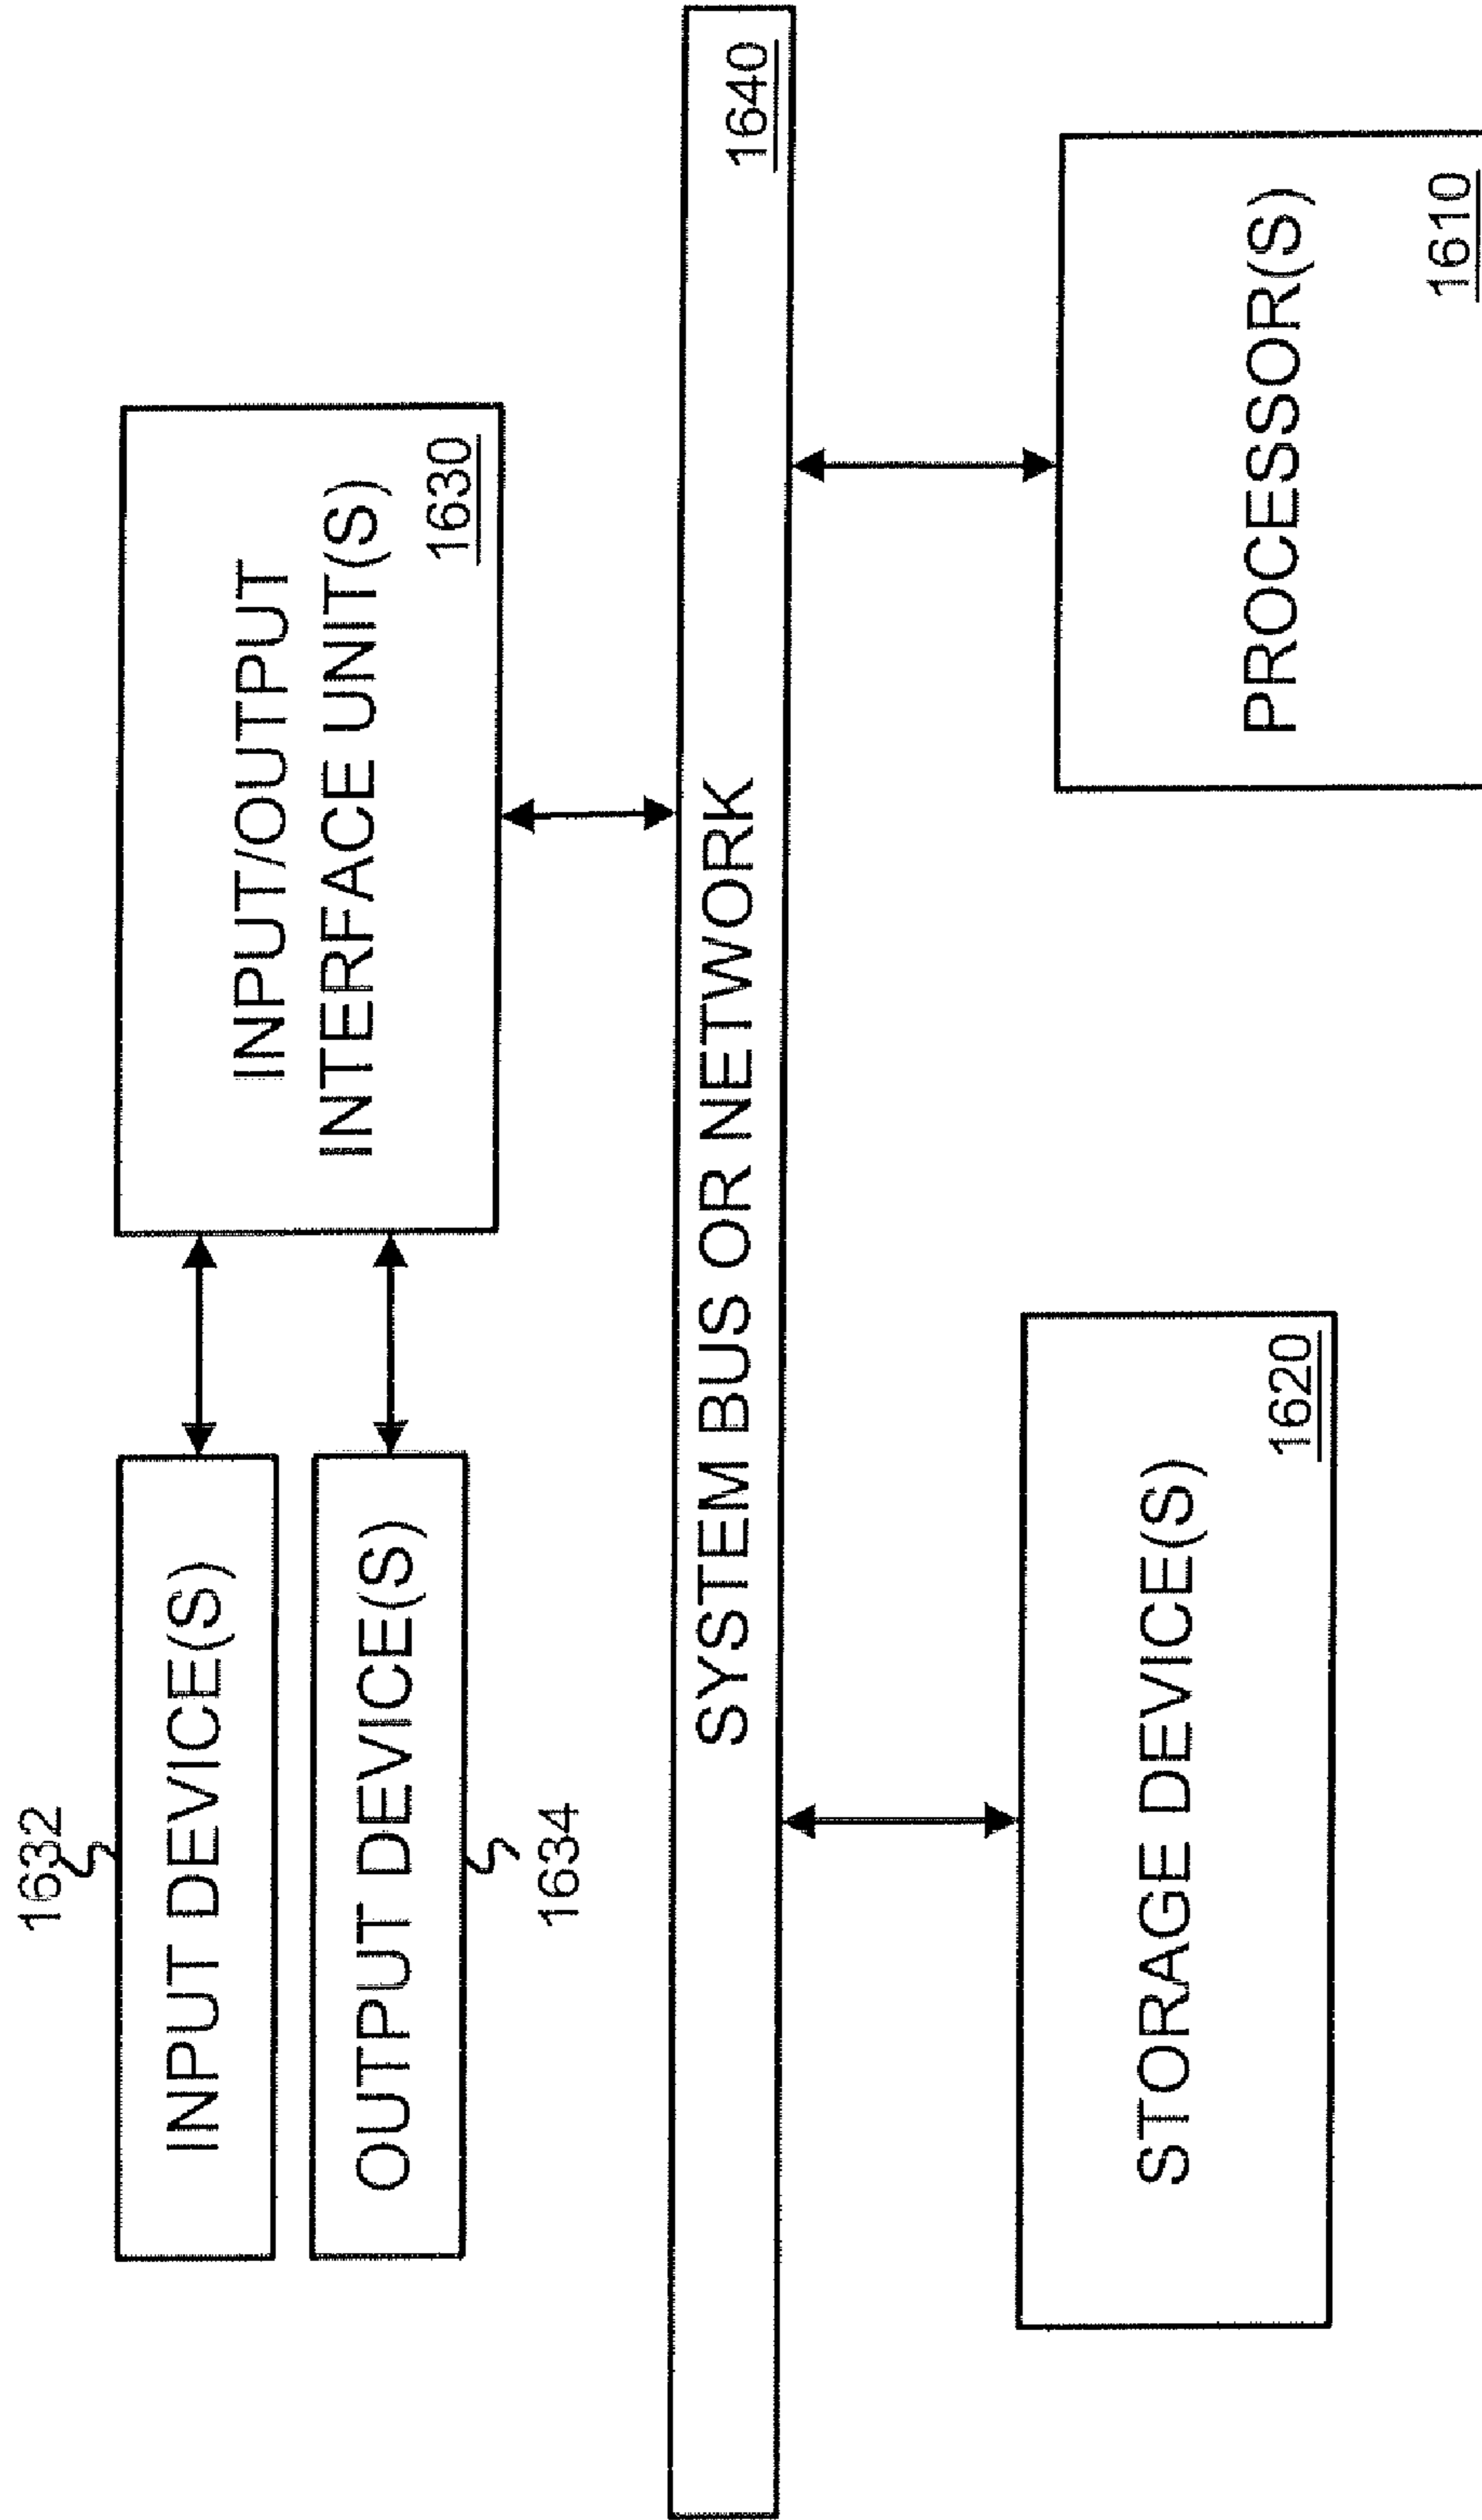 1632
INPUT DEVICE(S)
OUTPUT DEVICE(S)
1634
INPUT/OUTPUT
INTERFACE UNIT(S)
1630
SYSTEM BUS OR NETWORK
1640
STORAGE DEVICE(S)
1620
PROCESSOR(S)
1610